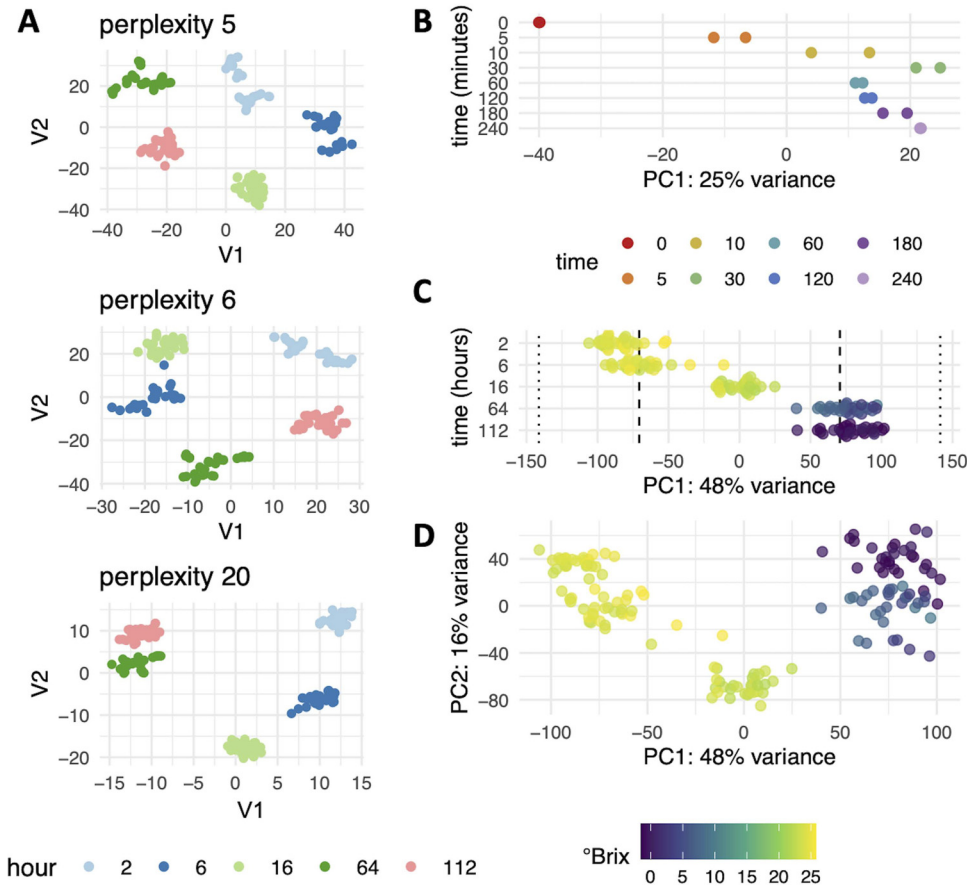 A
perplexity 5
V2
20
0
−20
−40
−40 −20 0 20 40
V1
perplexity 6
V2
20
0
−20
−40
−30 −20 −10 0 10 20 30
V1
perplexity 20
V2
10
0
−10
−20
−15 −10 −5 0 5 10 15
V1
hour 2 6 16 64 112
B
time (minutes)
0
5
10
30
60
120
180
240
−40 −20 0 20
PC1: 25% variance
time
0 10 60 180
5 30 120 240
C
time (hours)
2
6
16
64
112
−150 −100 −50 0 50 100 150
PC1: 48% variance
D
PC2: 16% variance
40
0
−40
−80
−100 −50 0 50 100
PC1: 48% variance
°Brix
0 5 10 15 20 25